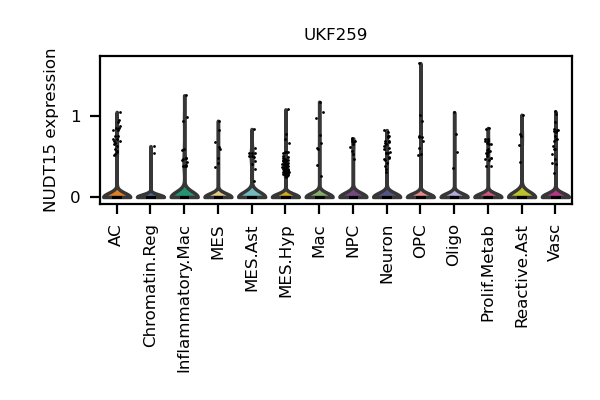 UKF259
NUDT15 expression
1
0
AC
Chromatin.Reg
Inflammatory.Mac
MES
MES.Ast
MES.Hyp
Mac
NPC
Neuron
OPC
Oligo
Prolif.Metab
Reactive.Ast
Vasc